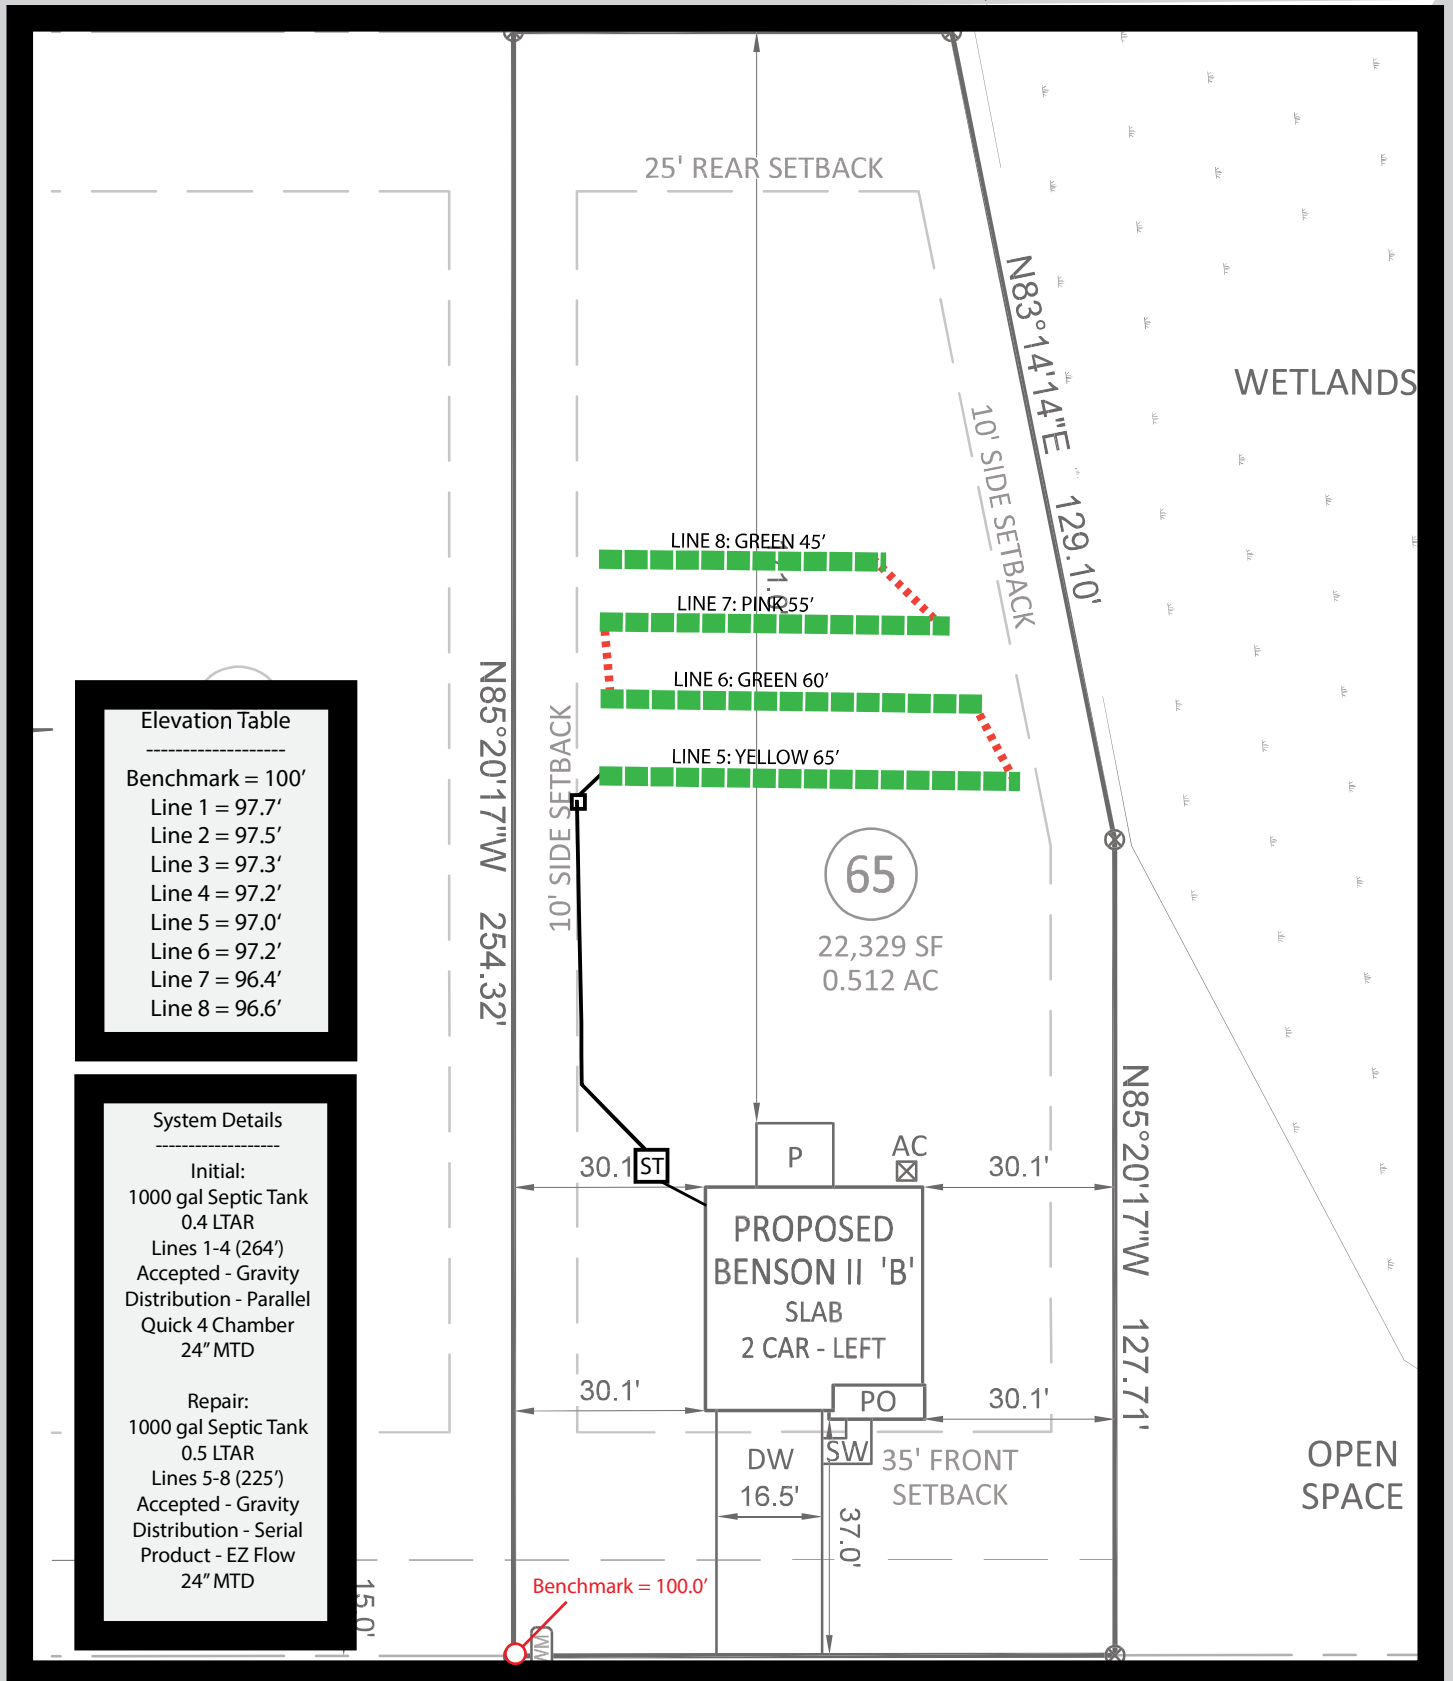 25' REAR SETBACK
N83°14'14"E 129.10'
WETLANDS
10' SIDE SETBACK
LINE 8: GREEN 45'
LINE 7: PINK 55'
LINE 6: GREEN 60'
LINE 5: YELLOW 65'
N85°20'17"W 254.32'
10' SIDE SETBACK
Elevation Table
-------------------
Benchmark = 100'
Line 1 = 97.7'
Line 2 = 97.5'
Line 3 = 97.3'
Line 4 = 97.2'
Line 5 = 97.0'
Line 6 = 97.2'
Line 7 = 96.4'
Line 8 = 96.6'
65
22,329 SF
0.512 AC
System Details
-------------------
Initial:
1000 gal Septic Tank
0.4 LTAR
Lines 1-4 (264')
Accepted - Gravity
Distribution - Parallel
Quick 4 Chamber
24" MTD
Repair:
1000 gal Septic Tank
0.5 LTAR
Lines 5-8 (225')
Accepted - Gravity
Distribution - Serial
Product - EZ Flow
24" MTD
30.1
ST
P
AC
30.1'
N85°20'17"W 127.71'
PROPOSED
BENSON II 'B'
SLAB
2 CAR - LEFT
30.1'
PO
30.1'
DW
16.5'
SW
35' FRONT
SETBACK
37.0'
OPEN
SPACE
15.0'
Benchmark = 100.0'
WM